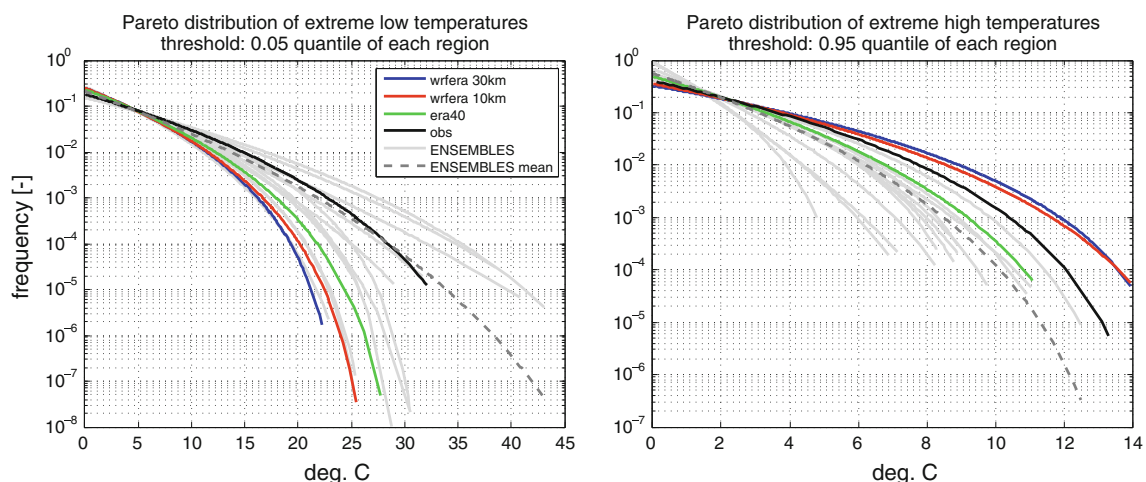 Pareto distribution of extreme low temperatures
threshold: 0.05 quantile of each region
10^0
10^-1
10^-2
10^-3
10^-4
10^-5
10^-6
10^-7
10^-8
frequency [-]
wrfera 30km
wrfera 10km
era40
obs
ENSEMBLES
ENSEMBLES mean
0 5 10 15 20 25 30 35 40 45
deg. C
Pareto distribution of extreme high temperatures
threshold: 0.95 quantile of each region
10^0
10^-1
10^-2
10^-3
10^-4
10^-5
10^-6
10^-7
0 2 4 6 8 10 12 14
deg. C